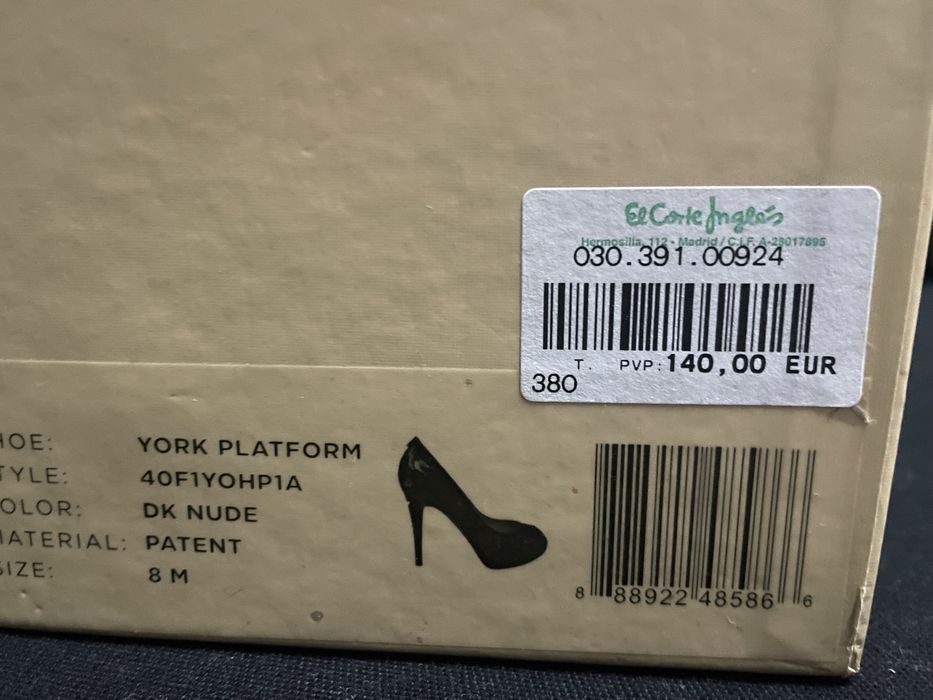 El Corte Inglés
Hermosilla, 112 - Madrid / C.I.F. A-28017895
030.391.00924
T. PVP: 140,00 EUR
380
HOE: YORK PLATFORM
TYLE: 40F1YOHP1A
OLOR: DK NUDE
MATERIAL: PATENT
SIZE: 8 M
8 88922 48586 6